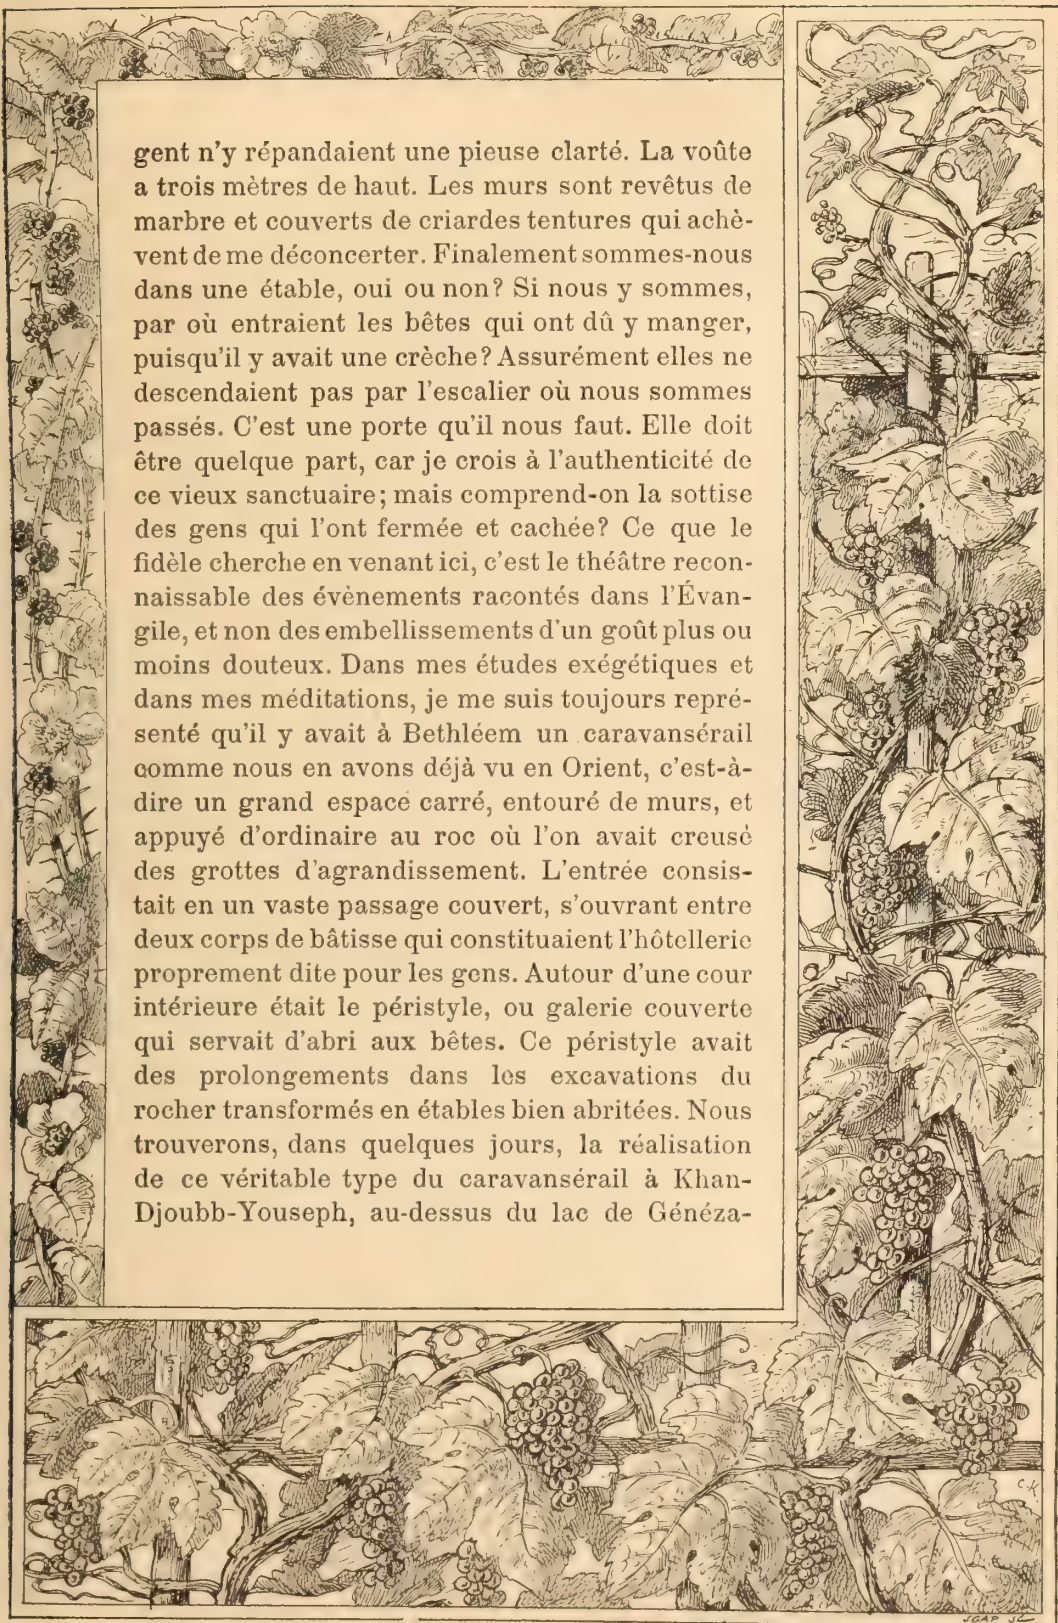 gent n'y répandaient une pieuse clarté. La voûte
a trois mètres de haut. Les murs sont revêtus de
marbre et couverts de criardes tentures qui achè-
vent de me déconcerter. Finalement sommes-nous
dans une étable, oui ou non? Si nous y sommes,
par où entraient les bêtes qui ont dû y manger,
puisqu'il y avait une crèche? Assurément elles ne
descendaient pas par l'escalier où nous sommes
passés. C'est une porte qu'il nous faut. Elle doit
être quelque part, car je crois à l'authenticité de
ce vieux sanctuaire; mais comprend-on la sottise
des gens qui l'ont fermée et cachée? Ce que le
fidèle cherche en venant ici, c'est le théâtre recon-
naissable des évènements racontés dans l'Évan-
gile, et non des embellissements d'un goût plus ou
moins douteux. Dans mes études exégétiques et
dans mes méditations, je me suis toujours repré-
senté qu'il y avait à Bethléem un caravansérail
comme nous en avons déjà vu en Orient, c'est-à-
dire un grand espace carré, entouré de murs, et
appuyé d'ordinaire au roc où l'on avait creusé
des grottes d'agrandissement. L'entrée consis-
tait en un vaste passage couvert, s'ouvrant entre
deux corps de bâtisse qui constituaient l'hôtellerie
proprement dite pour les gens. Autour d'une cour
intérieure était le péristyle, ou galerie couverte
qui servait d'abri aux bêtes. Ce péristyle avait
des prolongements dans les excavations du
rocher transformés en étables bien abritées. Nous
trouverons, dans quelques jours, la réalisation
de ce véritable type du caravansérail à Khan-
Djoubb-Youseph, au-dessus du lac de Généza-
C.K
SGAP SC